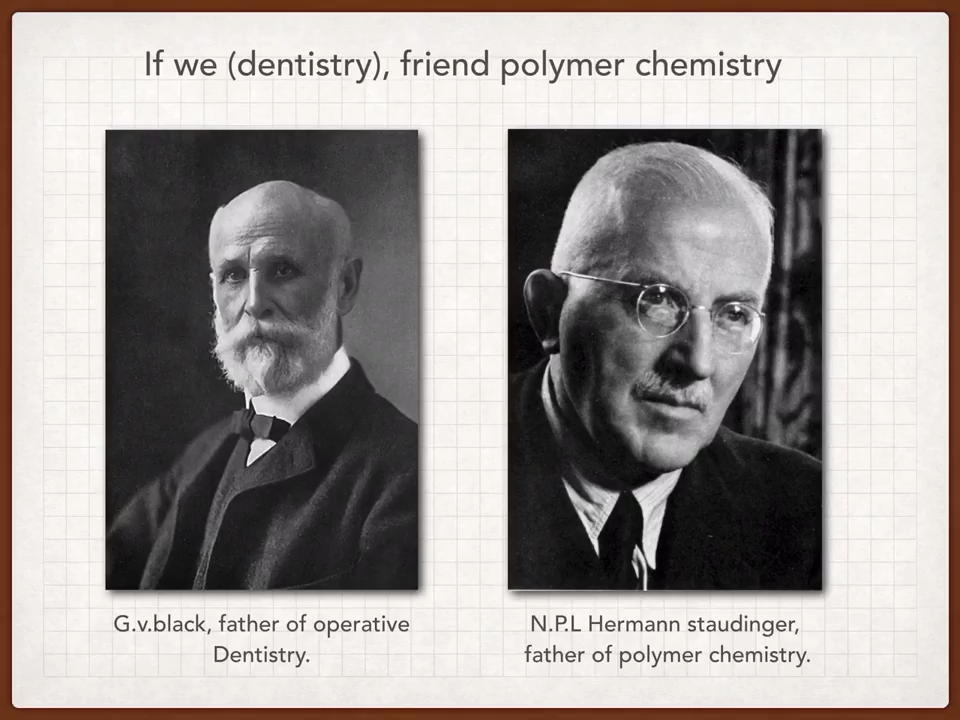 If we (dentistry), friend polymer chemistry
G.v.black, father of operative
Dentistry.
N.P.L Hermann staudinger,
father of polymer chemistry.